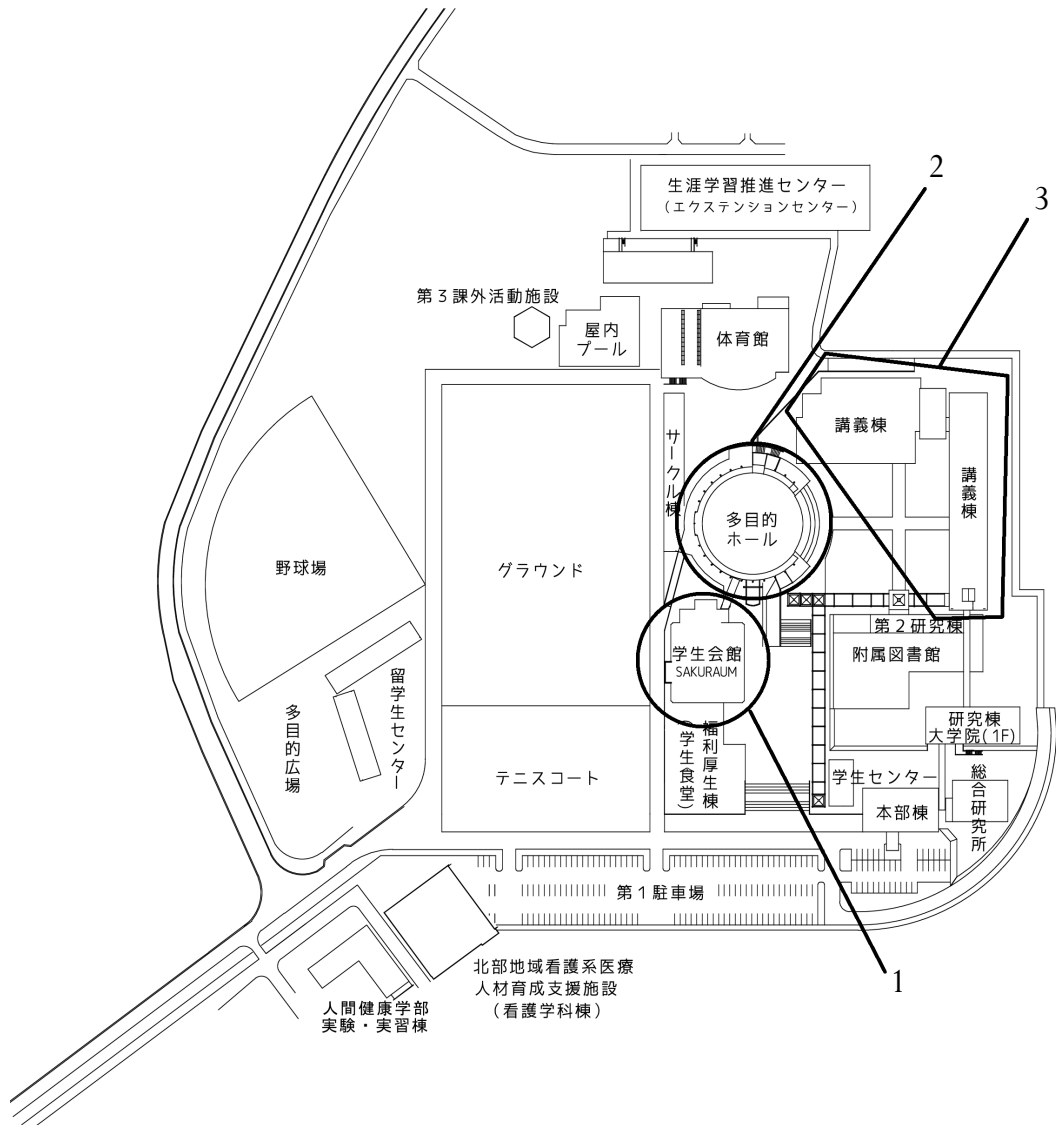 2
3
生涯学習推進センター
（エクステンションセンター）
第３課外活動施設
屋内
プール
体育館
サークル棟
講義棟
講義棟
多目的
ホール
野球場
グラウンド
第２研究棟
学生会館
SAKURAUM
附属図書館
留学生センター
多目的広場
研究棟
大学院(1F)
福利厚生棟
（学生食堂）
テニスコート
学生センター
総合研究所
本部棟
第１駐車場
北部地域看護系医療
人材育成支援施設
（看護学科棟）
1
人間健康学部
実験・実習棟